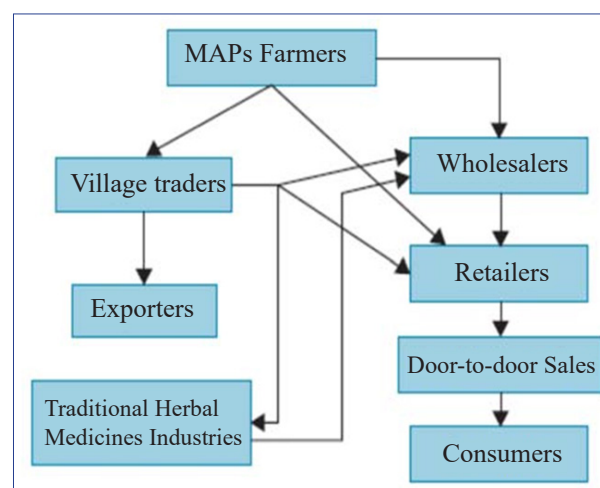 MAPs Farmers
Wholesalers
Village traders
Retailers
Exporters
Door-to-door Sales
Traditional Herbal
Medicines Industries
Consumers